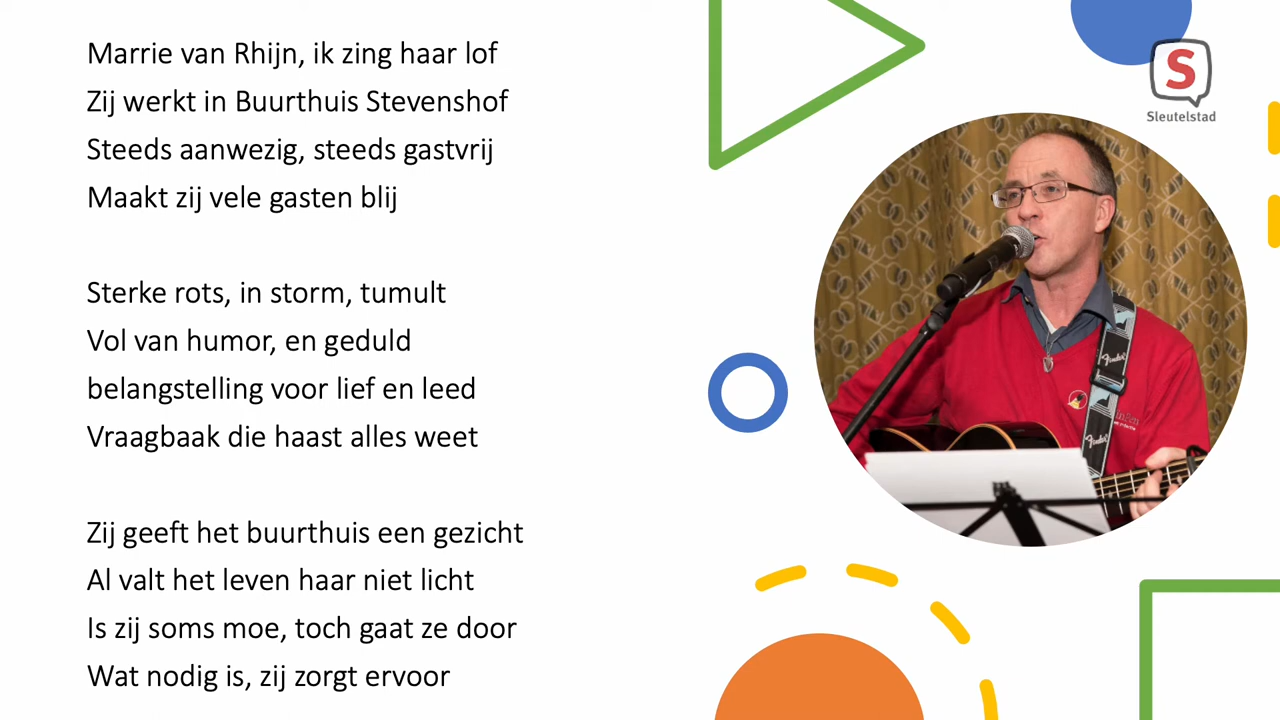 Marrie van Rhijn, ik zing haar lof
Zij werkt in Buurthuis Stevenshof
Steeds aanwezig, steeds gastvrij
Maakt zij vele gasten blij
Sterke rots, in storm, tumult
Vol van humor, en geduld
belangstelling voor lief en leed
Vraagbaak die haast alles weet
Zij geeft het buurthuis een gezicht
Al valt het leven haar niet licht
Is zij soms moe, toch gaat ze door
Wat nodig is, zij zorgt ervoor
S
Sleutelstad
Fender
Fender